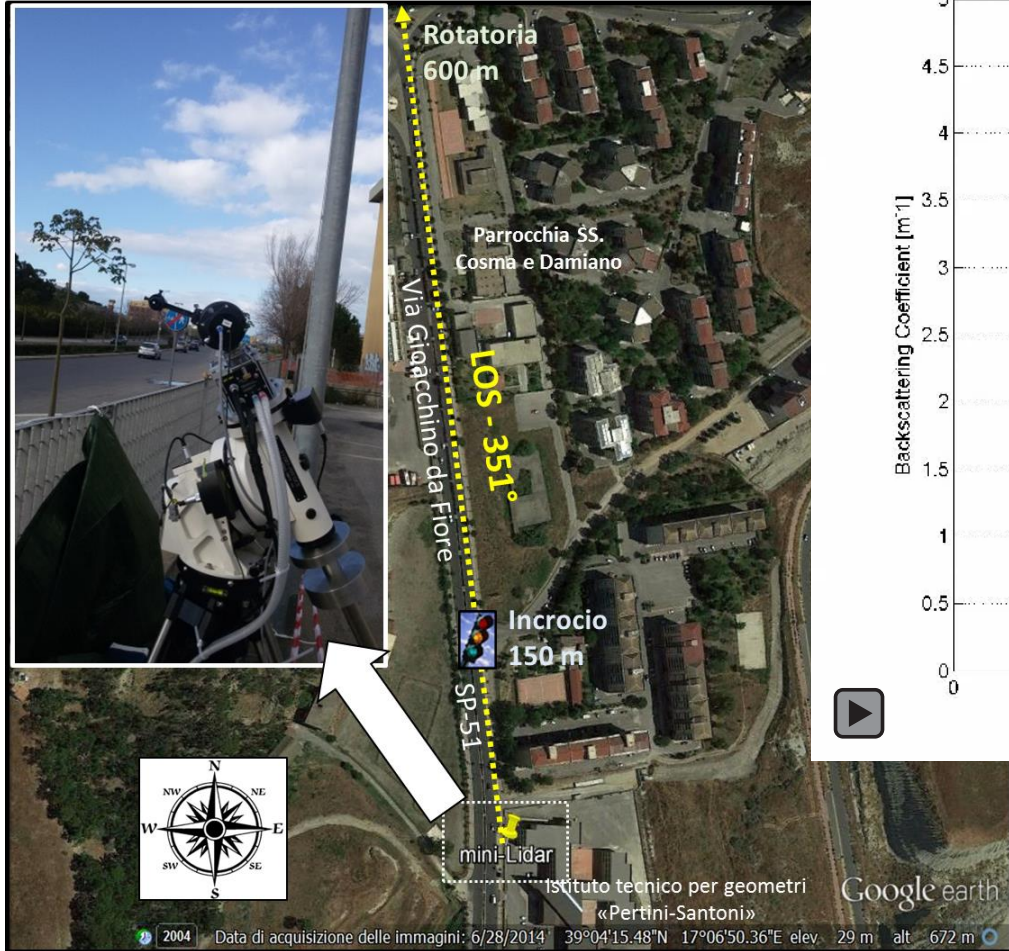 Rotatoria
600 m
Parrocchia SS.
Cosma e Damiano
Via Gioacchino da Fiore
LOS - 351°
Incrocio
150 m
SP-51
N
NW
NE
W
E
SW
SE
S
mini-Lidar
Istituto tecnico per geometri
«Pertini-Santoni»
Google earth
2004
Data di acquisizione delle immagini: 6/28/2014 39°04'15.48"N 17°06'50.36"E elev 29 m alt 672 m
Backscattering Coefficient [m⁻¹]
4.5
4
3.5
3
2.5
2
1.5
1
0.5
0
0